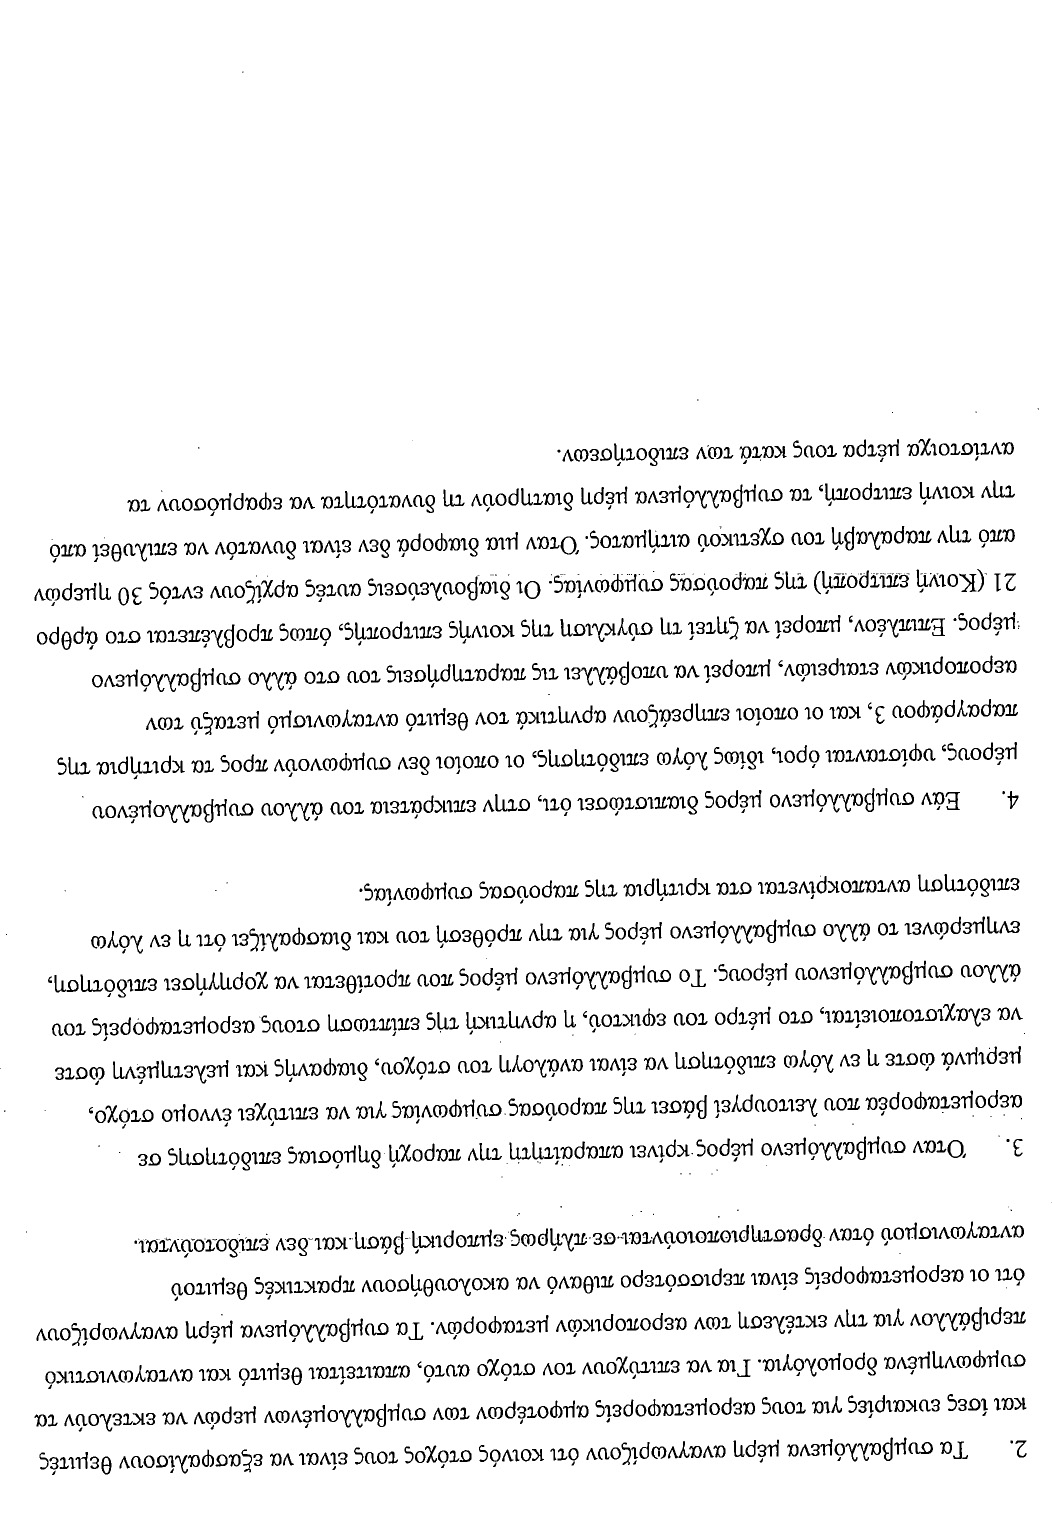 2. Τα συμβαλλόμενα μέρη αναγνωρίζουν ότι κοινός στόχος τους είναι να εξασφαλίσουν θεμιτές
και ίσες ευκαιρίες για τους αερομεταφορείς αμφοτέρων των συμβαλλομένων μερών να εκτελούν τα
συμφωνημένα δρομολόγια. Για να επιτύχουν τον στόχο αυτό, απαιτείται θεμιτό και ανταγωνιστικό
περιβάλλον για την εκτέλεση των αεροπορικών μεταφορών. Τα συμβαλλόμενα μέρη αναγνωρίζουν
ότι οι αερομεταφορείς είναι περισσότερο πιθανό να ακολουθήσουν πρακτικές θεμιτού
ανταγωνισμού όταν δραστηριοποιούνται σε πλήρως εμπορική βάση και δεν επιδοτούνται.
3. Όταν συμβαλλόμενο μέρος κρίνει απαραίτητη την παροχή δημόσιας επιδότησης σε
αερομεταφορέα που λειτουργεί βάσει της παρούσας συμφωνίας για να επιτύχει έννομο στόχο,
μεριμνά ώστε η εν λόγω επιδότηση να είναι ανάλογη του στόχου, διαφανής και μελετημένη ώστε
να ελαχιστοποιείται, στο μέτρο του εφικτού, η αρνητική της επίπτωση στους αερομεταφορείς του
άλλου συμβαλλόμενου μέρους. Το συμβαλλόμενο μέρος που προτίθεται να χορηγήσει επιδότηση,
ενημερώνει το άλλο συμβαλλόμενο μέρος για την πρόθεσή του και διασφαλίζει ότι η εν λόγω
επιδότηση ανταποκρίνεται στα κριτήρια της παρούσας συμφωνίας.
4. Εάν συμβαλλόμενο μέρος διαπιστώσει ότι, στην επικράτεια του άλλου συμβαλλομένου
μέρους, υφίστανται όροι, ιδίως λόγω επιδότησης, οι οποίοι δεν συμφωνούν προς τα κριτήρια της
παραγράφου 3, και οι οποίοι επηρεάζουν αρνητικά τον θεμιτό ανταγωνισμό μεταξύ των
αεροπορικών εταιρειών, μπορεί να υποβάλλει τις παρατηρήσεις του στο άλλο συμβαλλόμενο
μέρος. Επιπλέον, μπορεί να ζητεί τη σύγκλιση της κοινής επιτροπής, όπως προβλέπεται στο άρθρο
21 (Κοινή επιτροπή) της παρούσας συμφωνίας. Οι διαβουλεύσεις αυτές αρχίζουν εντός 30 ημερών
από την παραλαβή του σχετικού αιτήματος. Όταν μια διαφορά δεν είναι δυνατόν να επιλυθεί από
την κοινή επιτροπή, τα συμβαλλόμενα μέρη διατηρούν τη δυνατότητα να εφαρμόσουν τα
αντίστοιχα μέτρα τους κατά των επιδοτήσεων.